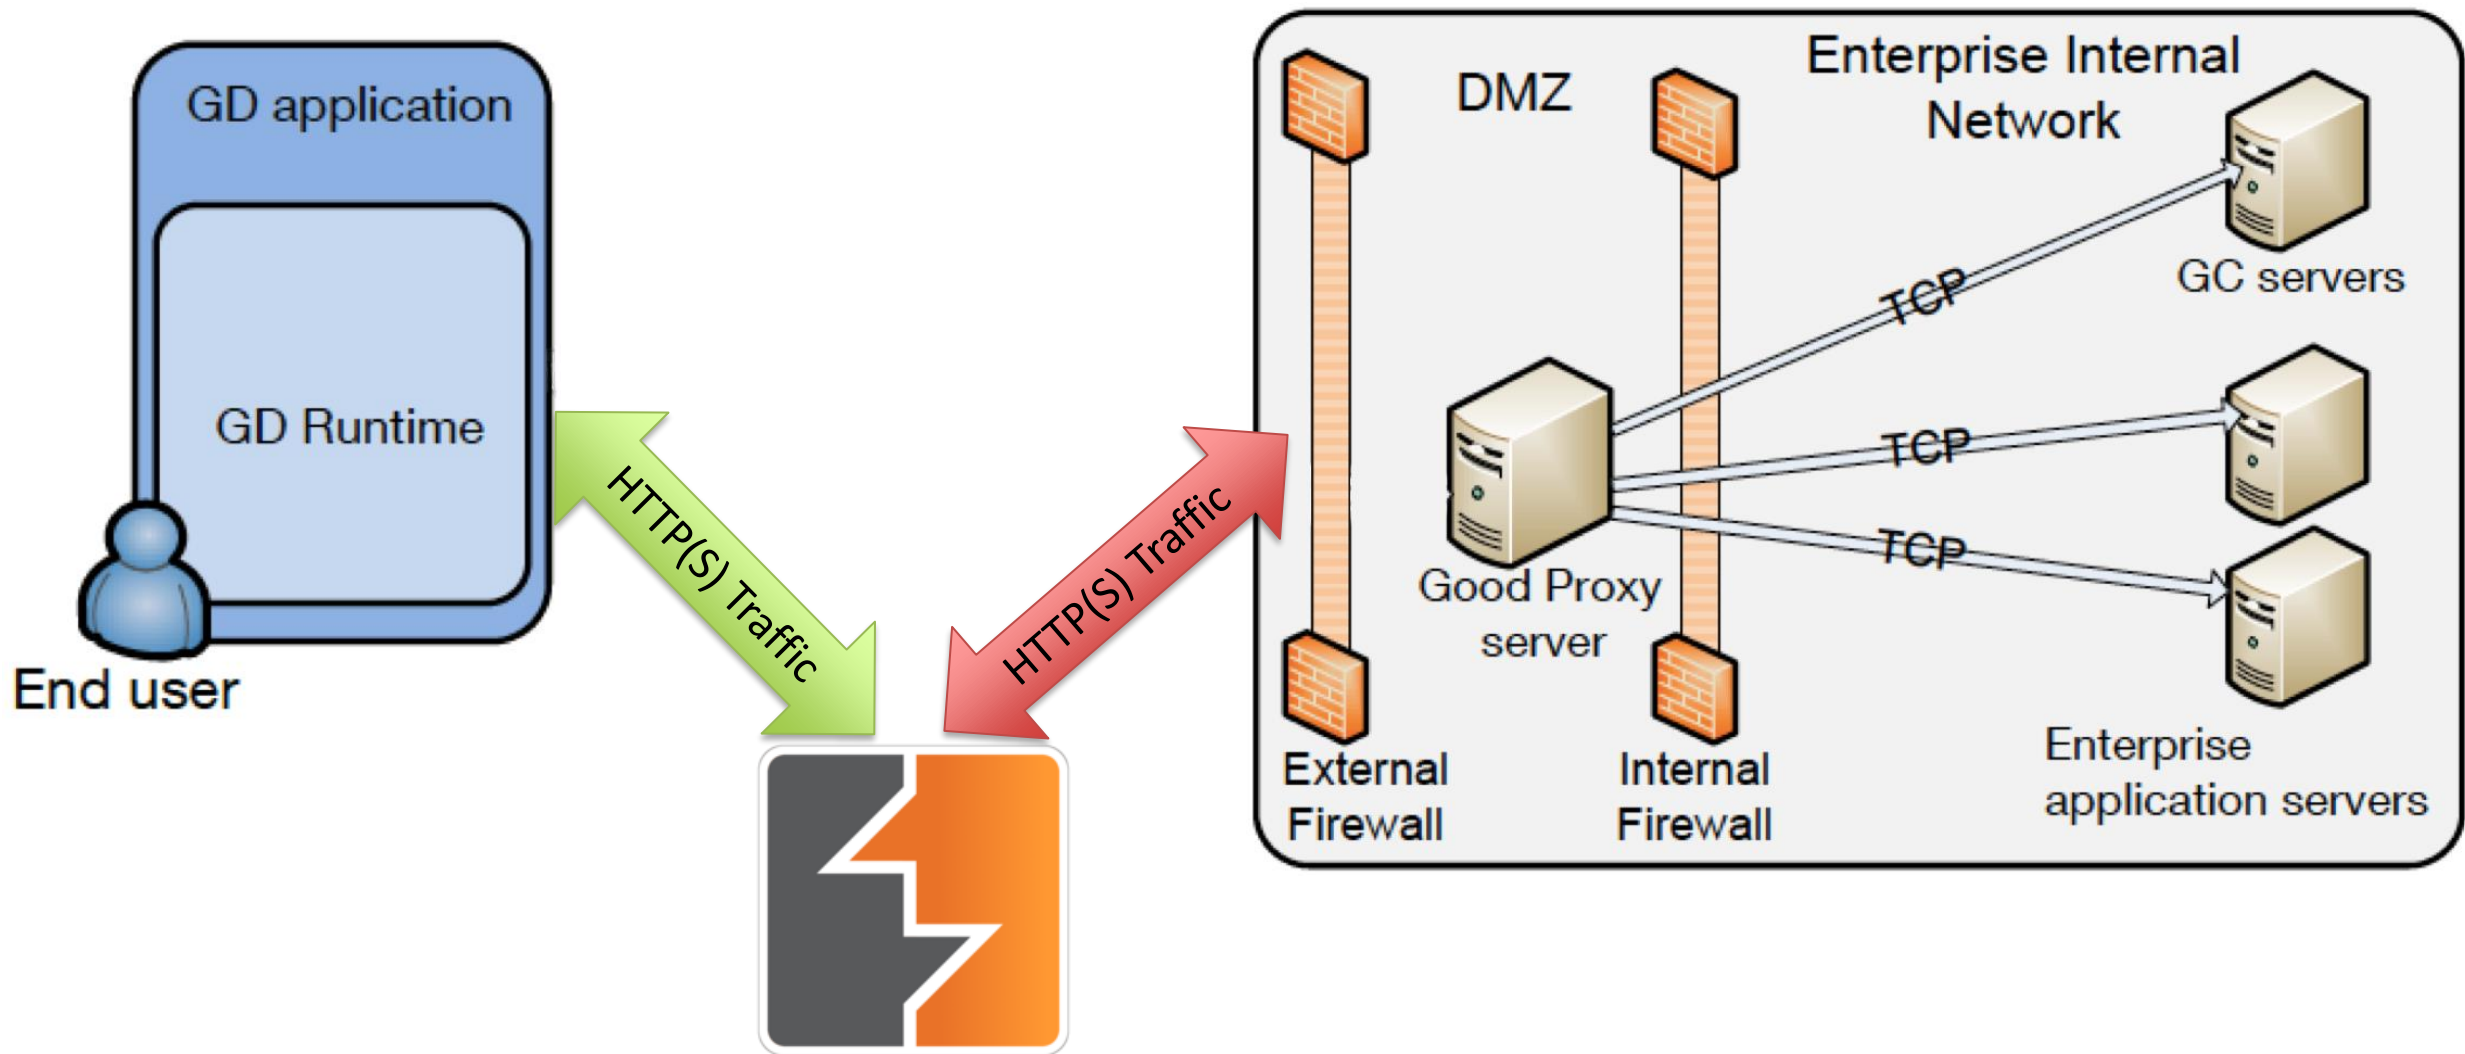 GD application
GD Runtime
End user
HTTP(S) Traffic
HTTP(S) Traffic
DMZ
Enterprise Internal
Network
TCP
TCP
TCP
GC servers
Good Proxy
server
External
Firewall
Internal
Firewall
Enterprise
application servers